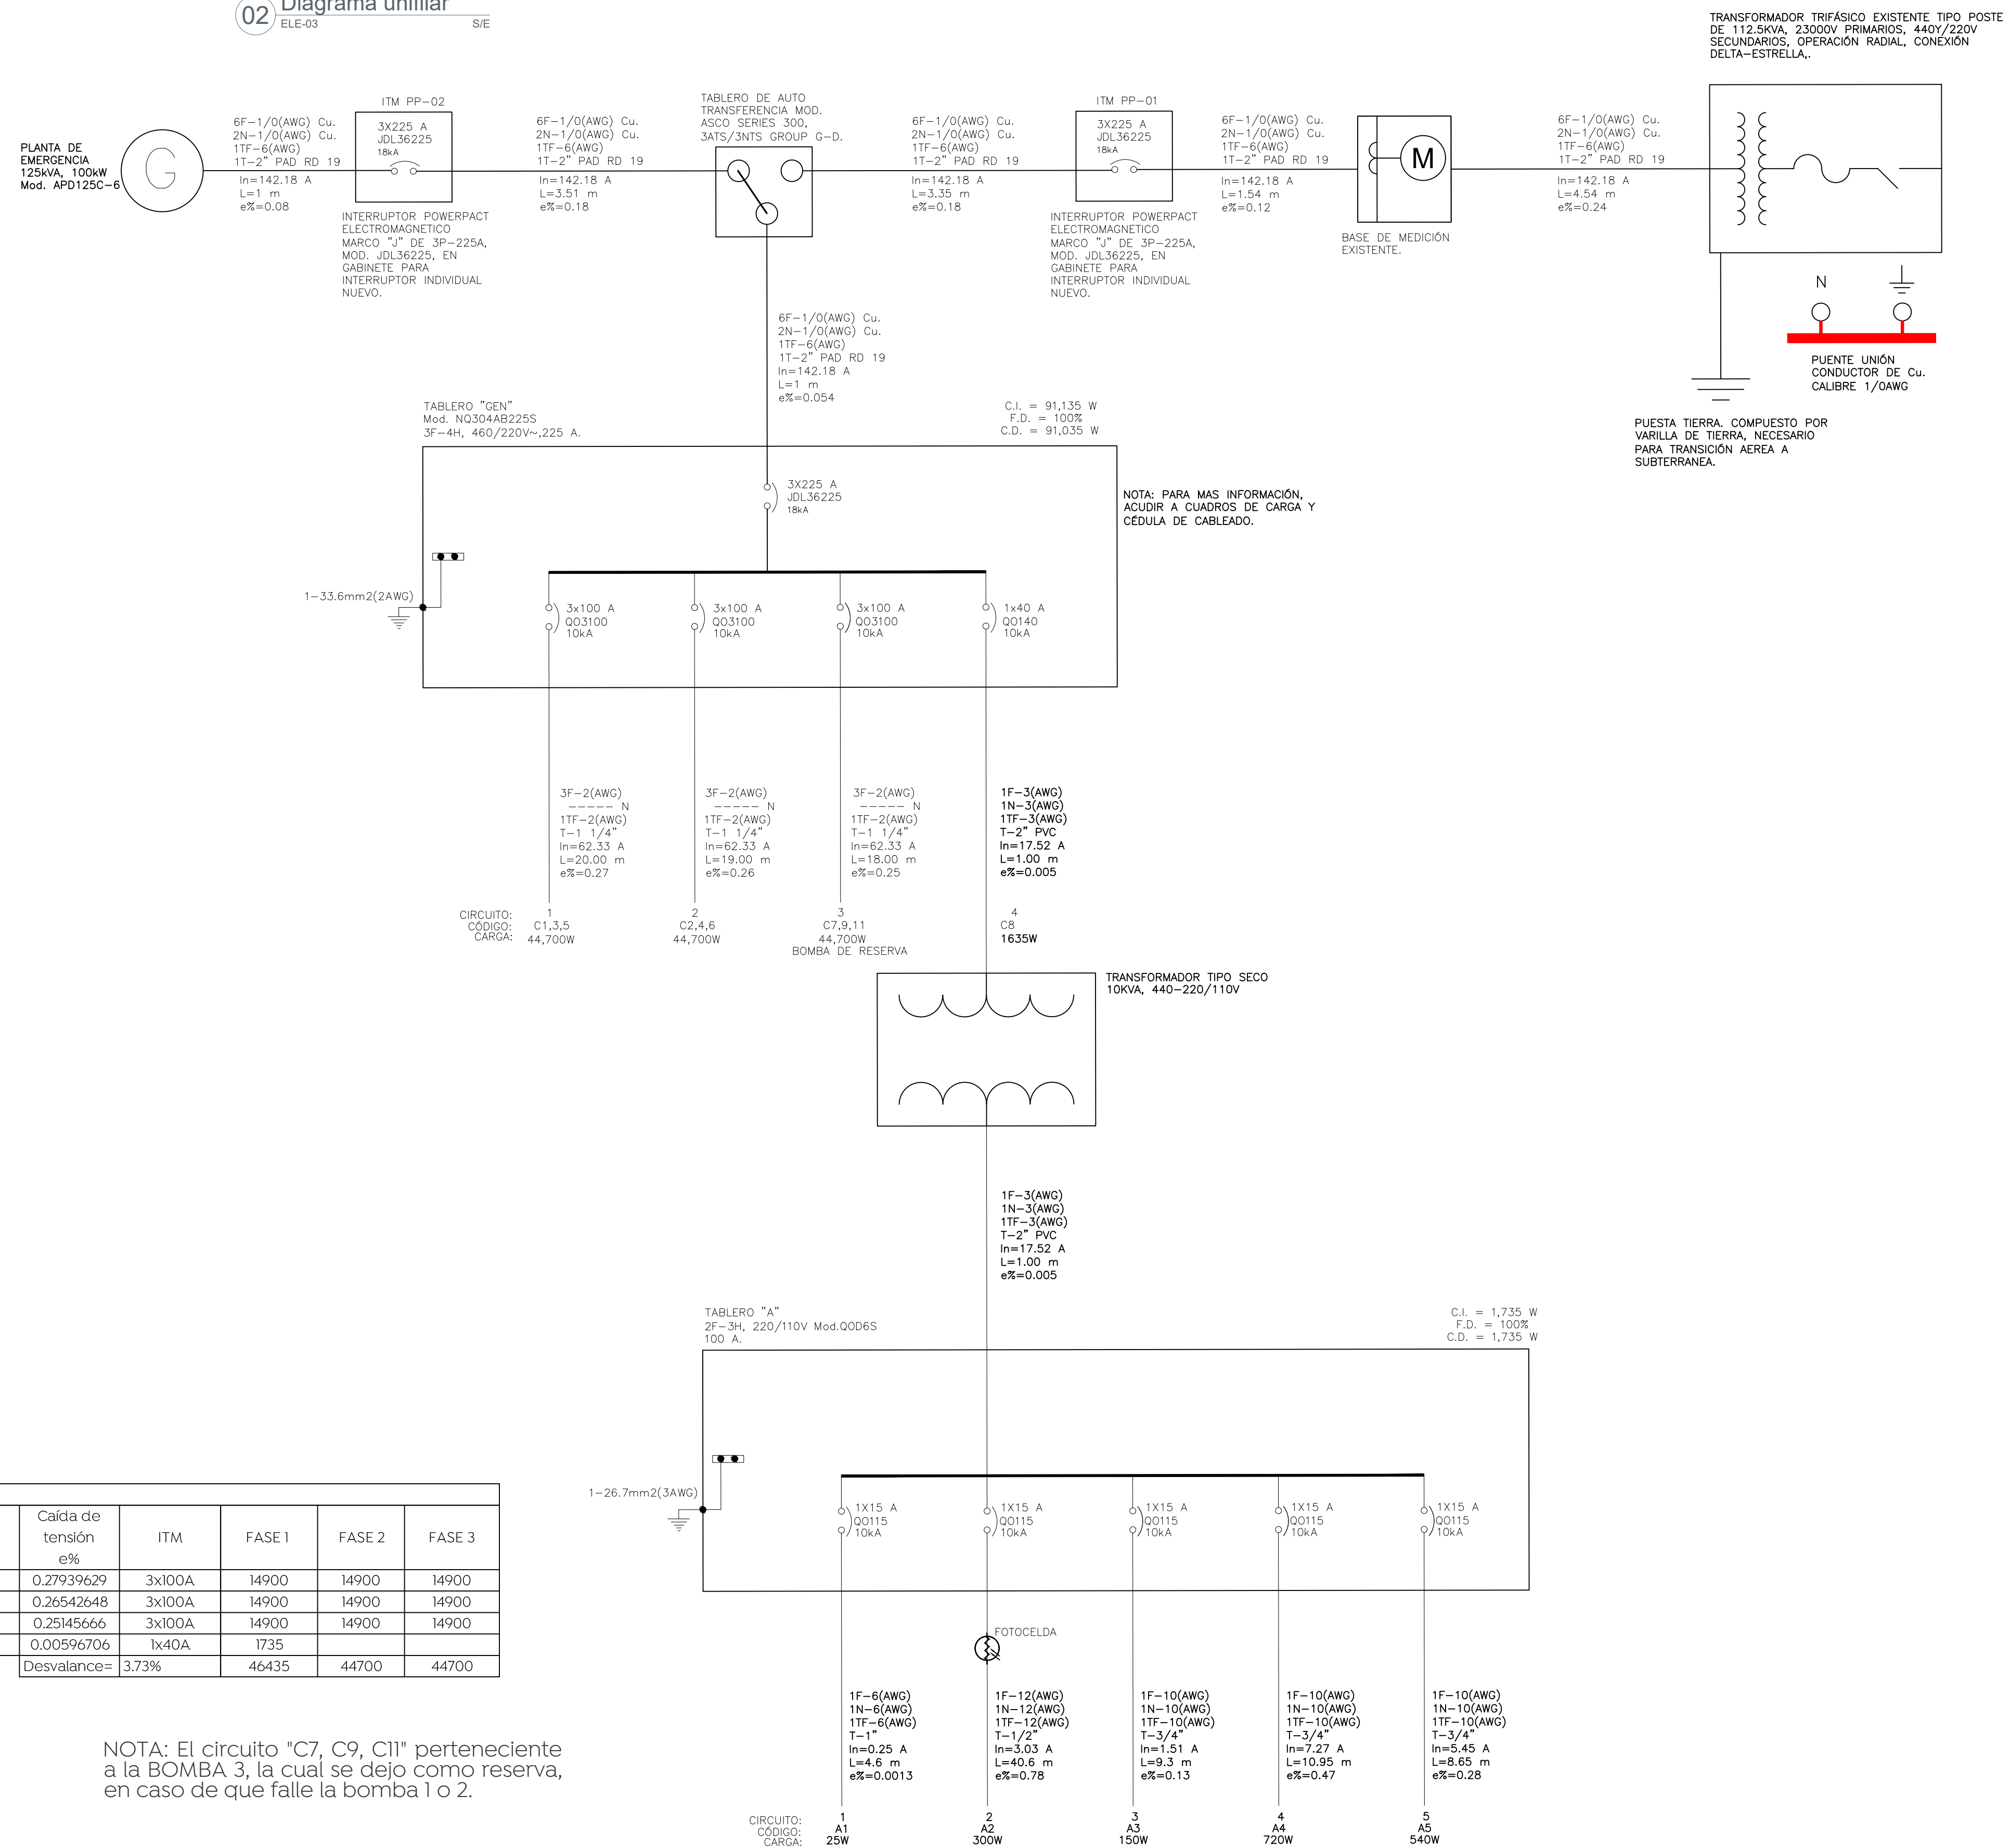 02
Diagrama unifilar
ELE-03
S/E
TRANSFORMADOR TRIFÁSICO EXISTENTE TIPO POSTE
DE 112.5KVA, 23000V PRIMARIOS, 440Y/220V
SECUNDARIOS, OPERACIÓN RADIAL, CONEXIÓN
DELTA-ESTRELLA,.
PLANTA DE
EMERGENCIA
125kVA, 100kW
Mod. APD125C-6
G
6F-1/0(AWG) Cu.
2N-1/0(AWG) Cu.
1TF-6(AWG)
1T-2" PAD RD 19
In=142.18 A
L=1 m
e%=0.08
ITM PP-02
3X225 A
JDL36225
18kA
INTERRUPTOR POWERPACT
ELECTROMAGNETICO
MARCO "J" DE 3P-225A,
MOD. JDL36225, EN
GABINETE PARA
INTERRUPTOR INDIVIDUAL
NUEVO.
6F-1/0(AWG) Cu.
2N-1/0(AWG) Cu.
1TF-6(AWG)
1T-2" PAD RD 19
In=142.18 A
L=3.51 m
e%=0.18
TABLERO DE AUTO
TRANSFERENCIA MOD.
ASCO SERIES 300,
3ATS/3NTS GROUP G-D.
6F-1/0(AWG) Cu.
2N-1/0(AWG) Cu.
1TF-6(AWG)
1T-2" PAD RD 19
In=142.18 A
L=3.35 m
e%=0.18
ITM PP-01
3X225 A
JDL36225
18kA
INTERRUPTOR POWERPACT
ELECTROMAGNETICO
MARCO "J" DE 3P-225A,
MOD. JDL36225, EN
GABINETE PARA
INTERRUPTOR INDIVIDUAL
NUEVO.
6F-1/0(AWG) Cu.
2N-1/0(AWG) Cu.
1TF-6(AWG)
1T-2" PAD RD 19
In=142.18 A
L=1.54 m
e%=0.12
M
BASE DE MEDICIÓN
EXISTENTE.
6F-1/0(AWG) Cu.
2N-1/0(AWG) Cu.
1TF-6(AWG)
1T-2" PAD RD 19
In=142.18 A
L=4.54 m
e%=0.24
N
PUENTE UNIÓN
CONDUCTOR DE Cu.
CALIBRE 1/0AWG
PUESTA TIERRA. COMPUESTO POR
VARILLA DE TIERRA, NECESARIO
PARA TRANSICIÓN AEREA A
SUBTERRANEA.
6F-1/0(AWG) Cu.
2N-1/0(AWG) Cu.
1TF-6(AWG)
1T-2" PAD RD 19
In=142.18 A
L=1 m
e%=0.054
TABLERO "GEN"
Mod. NQ304AB225S
3F-4H, 460/220V~,225 A.
C.I. = 91,135 W
F.D. = 100%
C.D. = 91,035 W
3X225 A
JDL36225
18kA
NOTA: PARA MAS INFORMACIÓN,
ACUDIR A CUADROS DE CARGA Y
CÉDULA DE CABLEADO.
1-33.6mm2(2AWG)
3x100 A
QO3100
10kA
3x100 A
QO3100
10kA
3x100 A
QO3100
10kA
1x40 A
QO140
10kA
3F-2(AWG)
----- N
1TF-2(AWG)
T-1 1/4"
In=62.33 A
L=20.00 m
e%=0.27
3F-2(AWG)
----- N
1TF-2(AWG)
T-1 1/4"
In=62.33 A
L=19.00 m
e%=0.26
3F-2(AWG)
----- N
1TF-2(AWG)
T-1 1/4"
In=62.33 A
L=18.00 m
e%=0.25
1F-3(AWG)
1N-3(AWG)
1TF-3(AWG)
T-2" PVC
In=17.52 A
L=1.00 m
e%=0.005
CIRCUITO: 1 2 3 4
CÓDIGO: C1,3,5 C2,4,6 C7,9,11 C8
CARGA: 44,700W 44,700W 44,700W 1635W
BOMBA DE RESERVA
TRANSFORMADOR TIPO SECO
10KVA, 440-220/110V
1F-3(AWG)
1N-3(AWG)
1TF-3(AWG)
T-2" PVC
In=17.52 A
L=1.00 m
e%=0.005
TABLERO "A"
2F-3H, 220/110V Mod.QOD6S
100 A.
C.I. = 1,735 W
F.D. = 100%
C.D. = 1,735 W
1-26.7mm2(3AWG)
1X15 A
QO115
10kA
1X15 A
QO115
10kA
1X15 A
QO115
10kA
1X15 A
QO115
10kA
1X15 A
QO115
10kA
FOTOCELDA
1F-6(AWG)
1N-6(AWG)
1TF-6(AWG)
T-1"
In=0.25 A
L=4.6 m
e%=0.0013
1F-12(AWG)
1N-12(AWG)
1TF-12(AWG)
T-1/2"
In=3.03 A
L=40.6 m
e%=0.78
1F-10(AWG)
1N-10(AWG)
1TF-10(AWG)
T-3/4"
In=1.51 A
L=9.3 m
e%=0.13
1F-10(AWG)
1N-10(AWG)
1TF-10(AWG)
T-3/4"
In=7.27 A
L=10.95 m
e%=0.47
1F-10(AWG)
1N-10(AWG)
1TF-10(AWG)
T-3/4"
In=5.45 A
L=8.65 m
e%=0.28
CIRCUITO: 1 2 3 4 5
CÓDIGO: A1 A2 A3 A4 A5
CARGA: 25W 300W 150W 720W 540W
Caída de
tensión
e%
ITM FASE 1 FASE 2 FASE 3
0.27939629 3x100A 14900 14900 14900
0.26542648 3x100A 14900 14900 14900
0.25145666 3x100A 14900 14900 14900
0.00596706 1x40A 1735
Desvalance= 3.73% 46435 44700 44700
NOTA: El circuito "C7, C9, C11" perteneciente
a la BOMBA 3, la cual se dejo como reserva,
en caso de que falle la bomba 1 o 2.